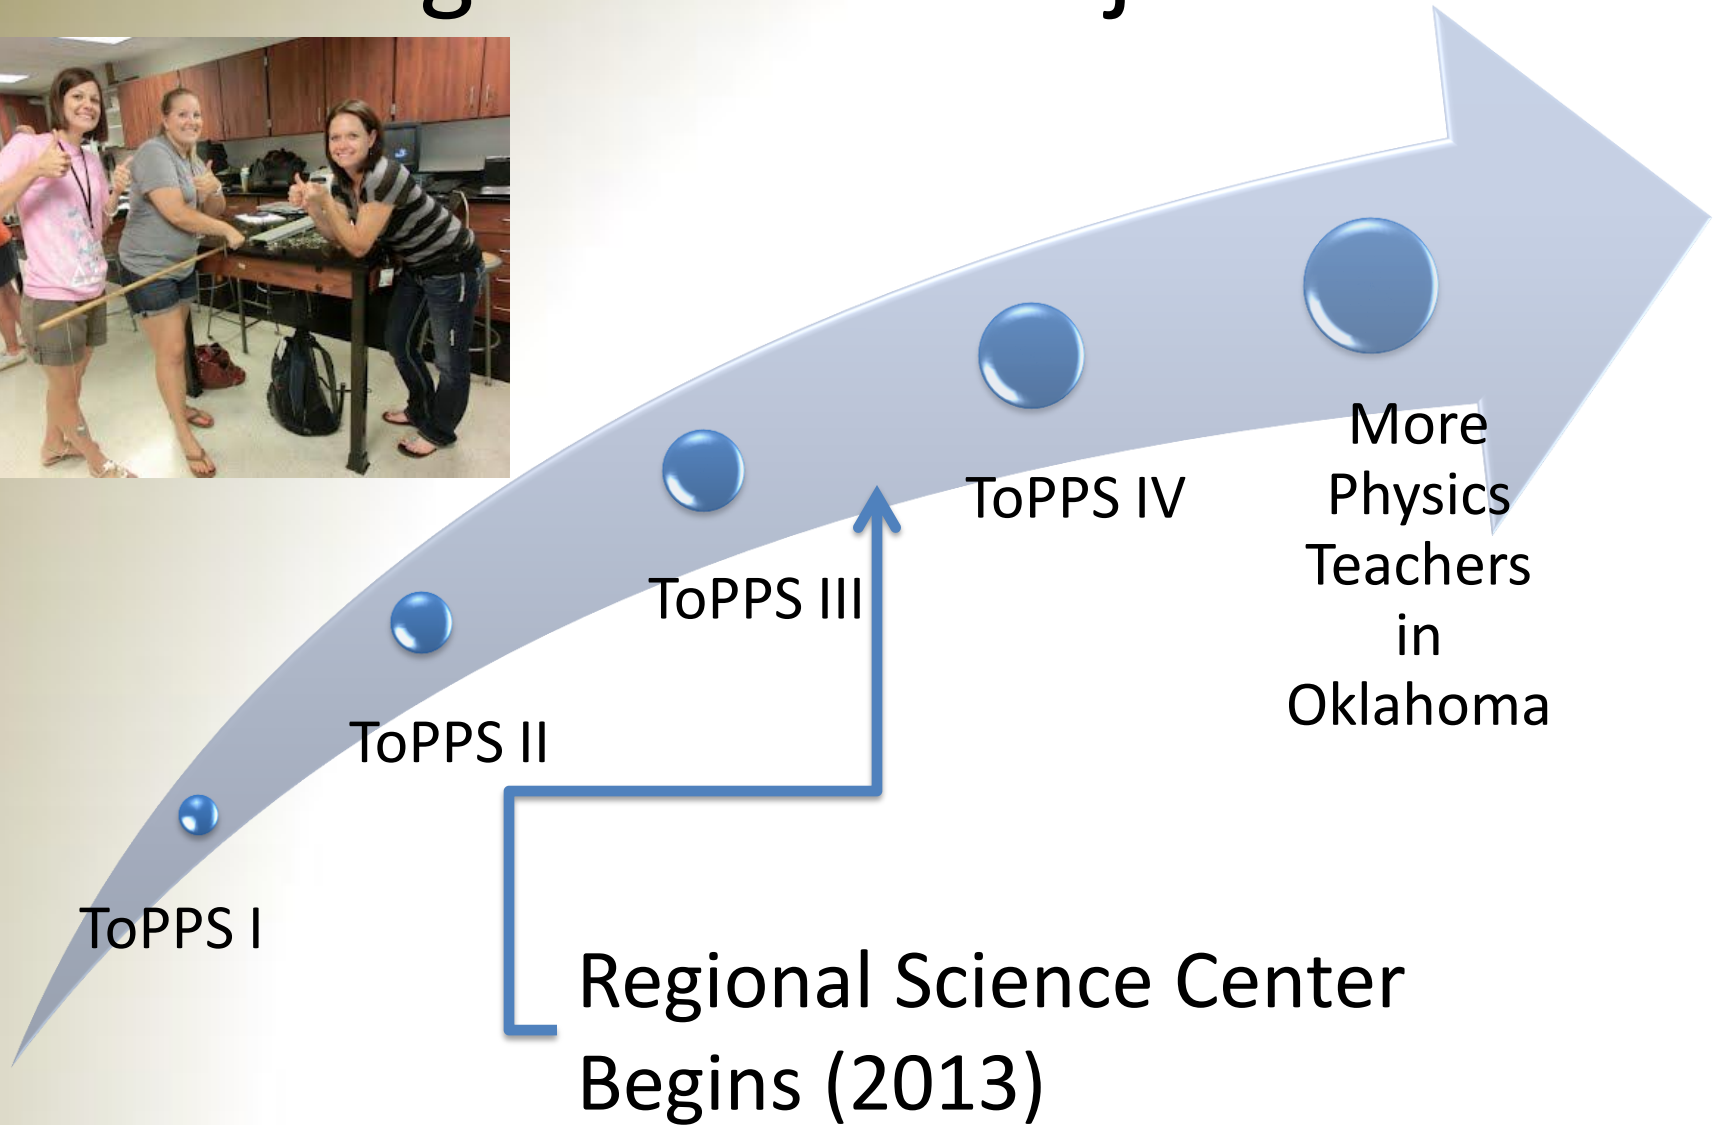 ToPPS I
ToPPS II
ToPPS III
ToPPS IV
More
Physics
Teachers
in
Oklahoma
Regional Science Center
Begins (2013)